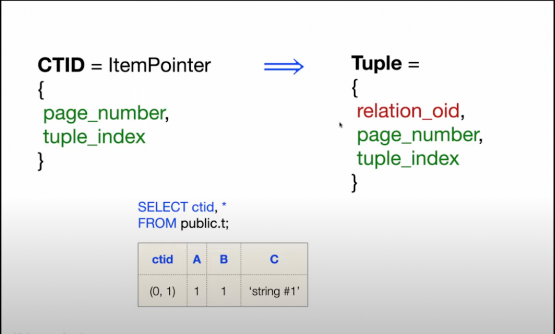 CTID = ItemPointer
{
page_number,
tuple_index
}
⟹
Tuple =
{
relation_oid,
page_number,
tuple_index
}
SELECT ctid, *
FROM public.t;
ctid A B C
(0, 1) 1 1 'string #1'